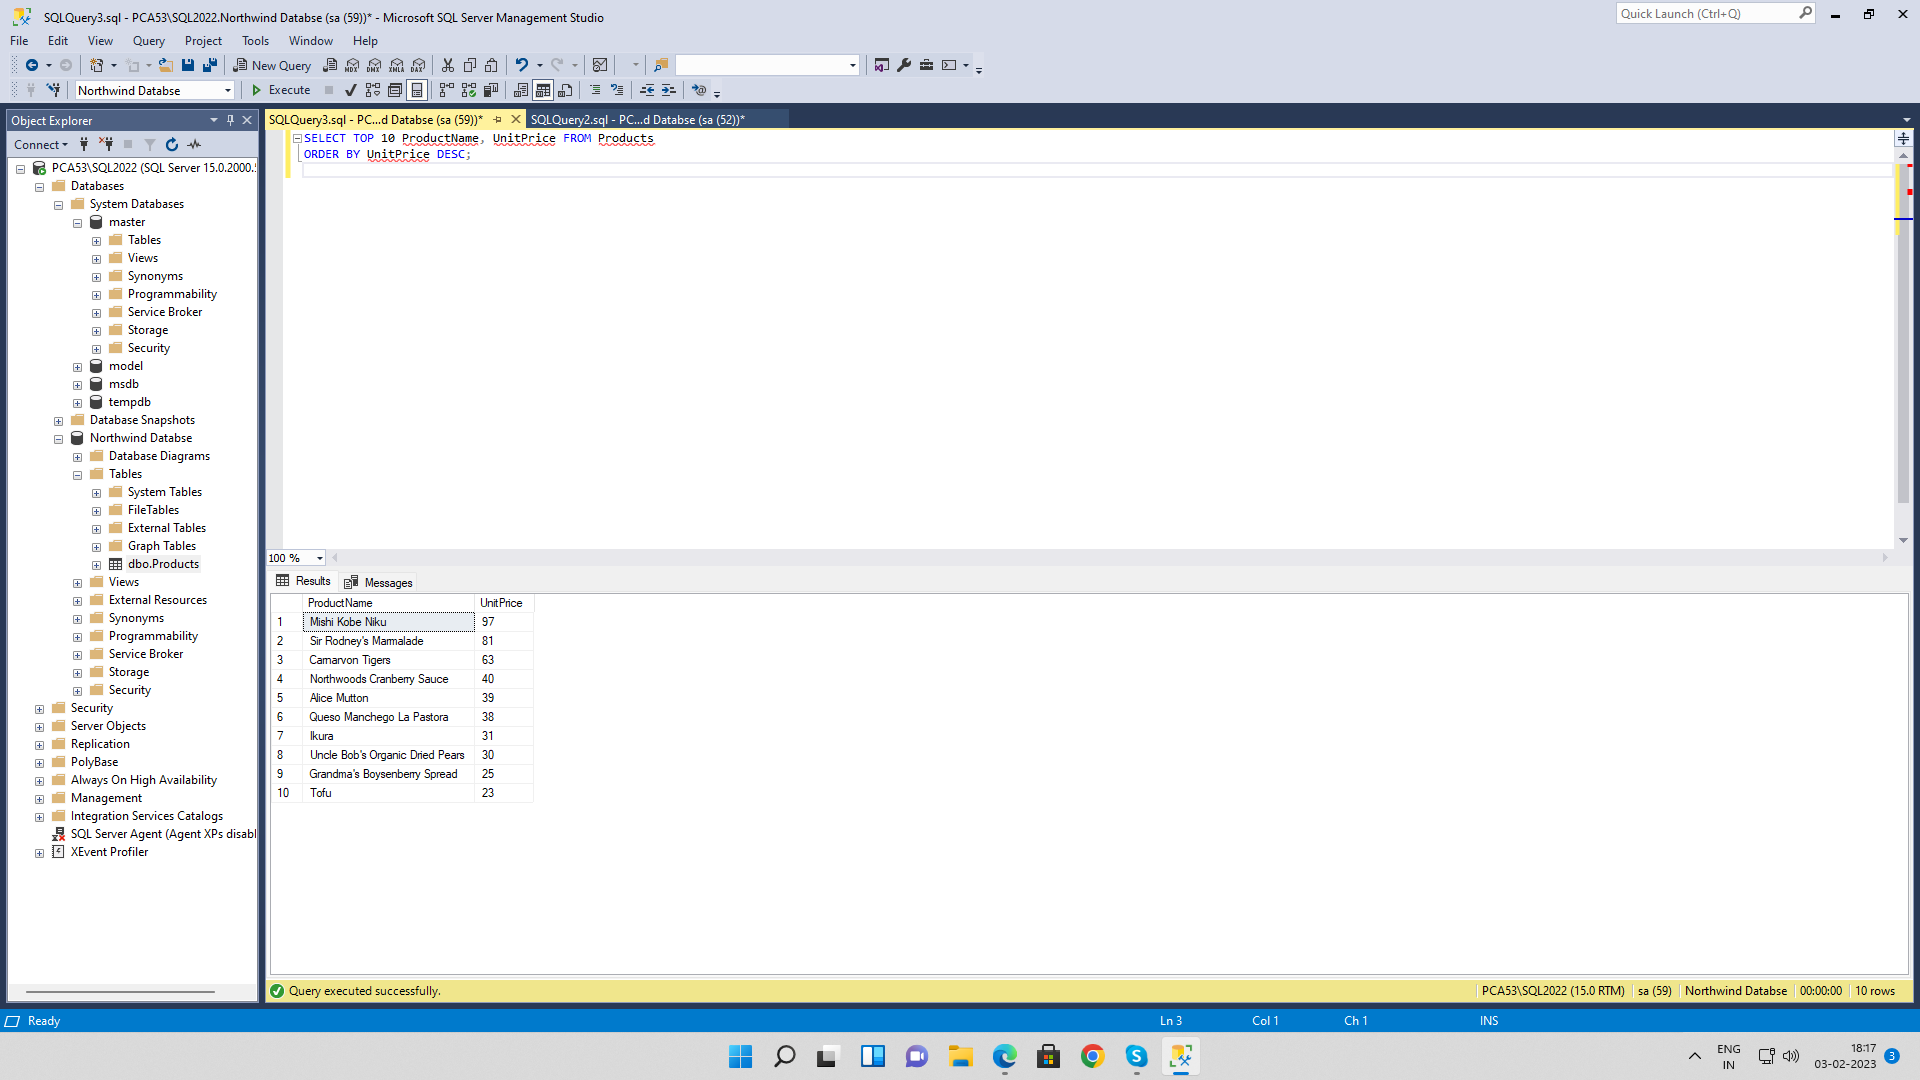 SQLQuery3.sql - PCA53\SQL2022.Northwind Databse (sa (59))* - Microsoft SQL Server Management Studio
Quick Launch (Ctrl+Q)
File Edit View Query Project Tools Window Help
New Query
MDX DMX XMLA DAX
Northwind Databse
Execute
Object Explorer
SQLQuery3.sql - PC...d Databse (sa (59))*
SQLQuery2.sql - PC...d Databse (sa (52))*
Connect
SELECT TOP 10 ProductName, UnitPrice FROM Products
ORDER BY UnitPrice DESC;
PCA53\SQL2022 (SQL Server 15.0.2000.
Databases
System Databases
master
Tables
Views
Synonyms
Programmability
Service Broker
Storage
Security
model
msdb
tempdb
Database Snapshots
Northwind Databse
Database Diagrams
Tables
System Tables
FileTables
External Tables
Graph Tables
dbo.Products
Views
External Resources
Synonyms
Programmability
Service Broker
Storage
Security
Security
Server Objects
Replication
PolyBase
Always On High Availability
Management
Integration Services Catalogs
SQL Server Agent (Agent XPs disabl
XEvent Profiler
100 %
Results Messages
ProductName UnitPrice
1 Mishi Kobe Niku 97
2 Sir Rodney's Marmalade 81
3 Carnarvon Tigers 63
4 Northwoods Cranberry Sauce 40
5 Alice Mutton 39
6 Queso Manchego La Pastora 38
7 Ikura 31
8 Uncle Bob's Organic Dried Pears 30
9 Grandma's Boysenberry Spread 25
10 Tofu 23
Query executed successfully.
PCA53\SQL2022 (15.0 RTM) sa (59) Northwind Databse 00:00:00 10 rows
Ready
Ln 3 Col 1 Ch 1 INS
ENG
IN
18:17
03-02-2023
3